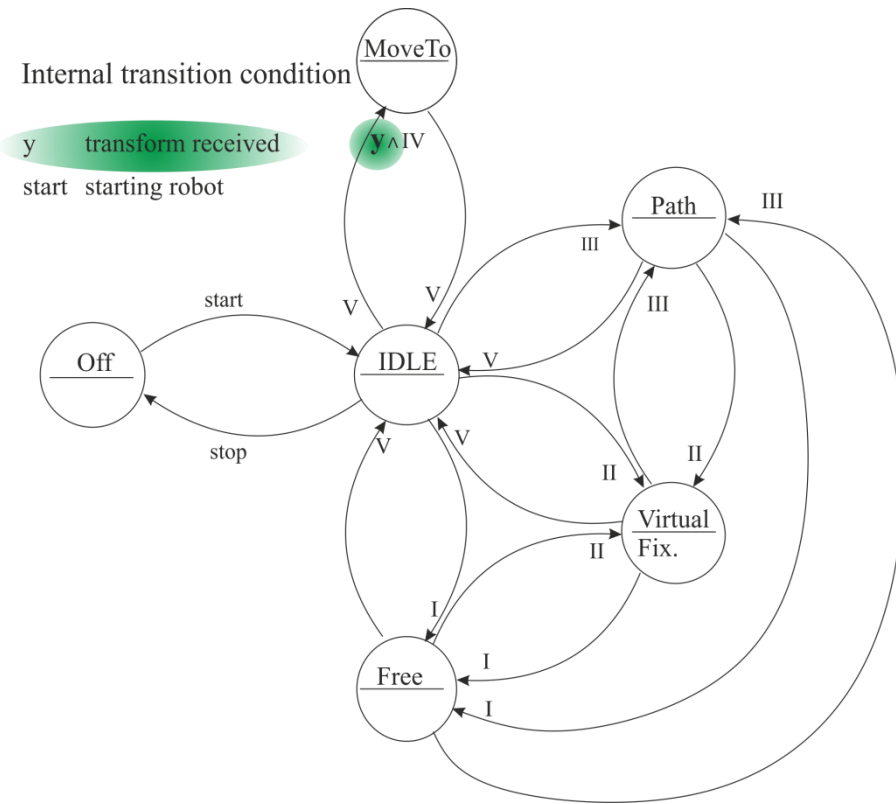 MoveTo
Internal transition condition
y transform received
y ∧ IV
start starting robot
Path
III
III
start
V
V
III
Off
IDLE
V
stop
V
V
II
II
Virtual
Fix.
II
I
Free
I
I